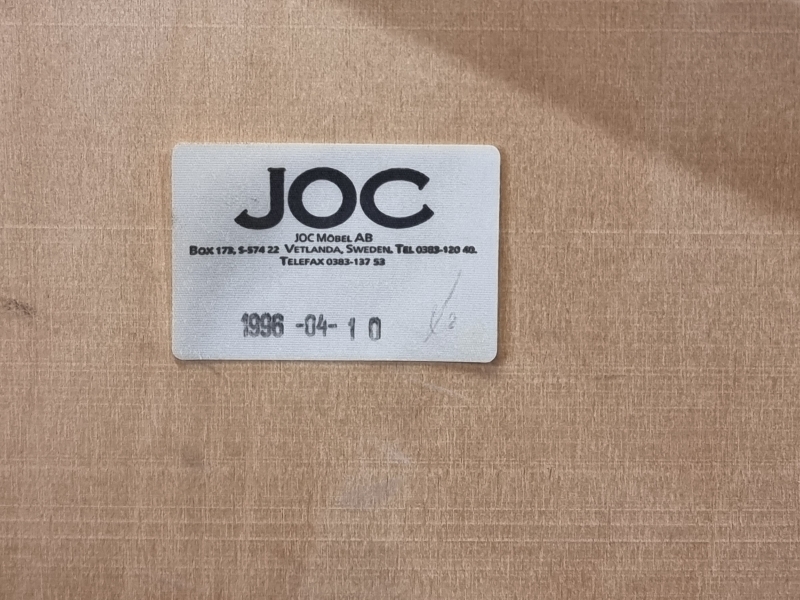 JOC
JOC MÖBEL AB
BOX 173, S-574 22 VETLANDA, SWEDEN, TEL 0383-120 40.
TELEFAX 0383-137 53
1996 -04- 1 0